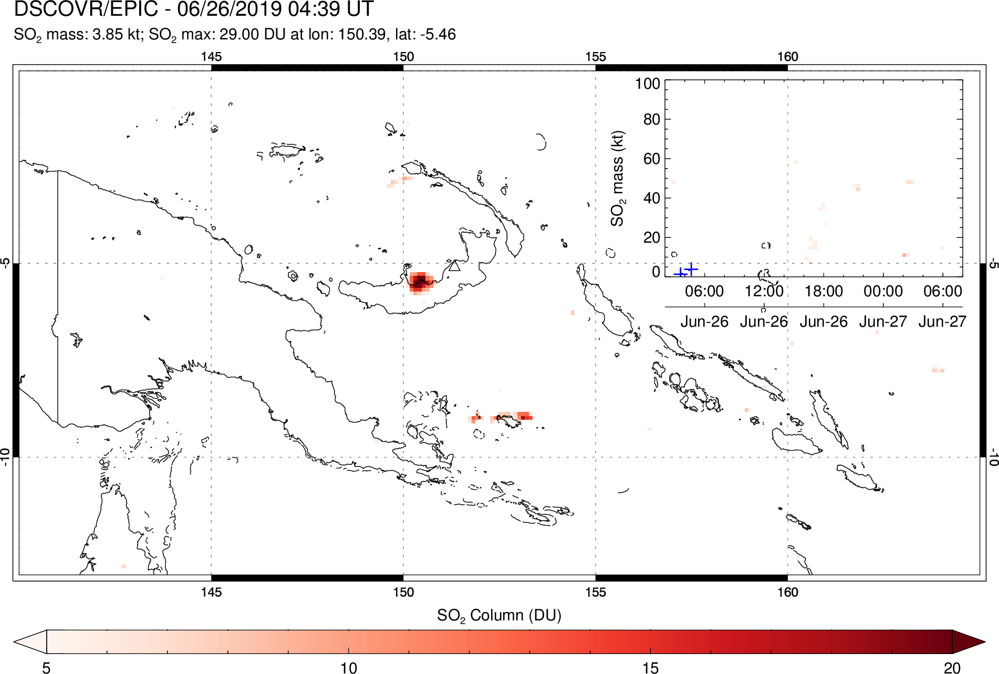 DSCOVR/EPIC - 06/26/2019 04:39 UT
SO2 mass: 3.85 kt; SO2 max: 29.00 DU at lon: 150.39, lat: -5.46
145 150 155 160
100
80
60
40
20
0
SO2 mass (kt)
06:00 12:00 18:00 00:00 06:00
Jun-26 Jun-26 Jun-26 Jun-27 Jun-27
-5 -5
-10 -10
145 150 155 160
SO2 Column (DU)
5 10 15 20